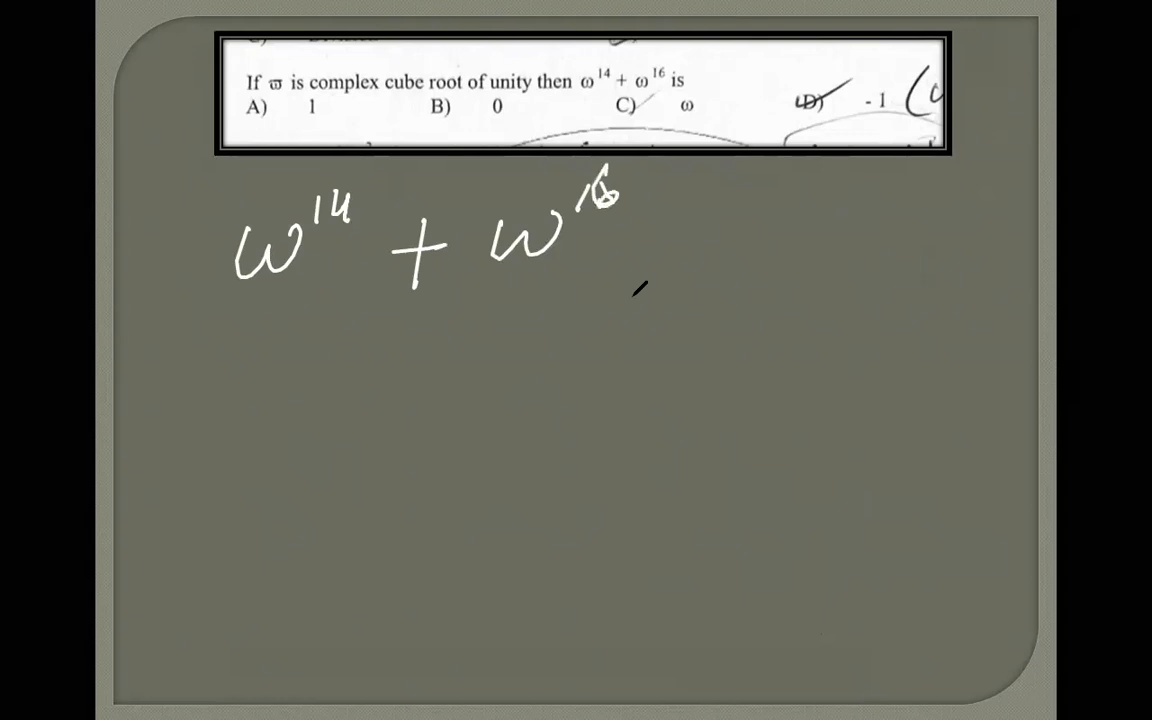 If ϖ is complex cube root of unity then ω¹⁴ + ω¹⁶ is
A) 1 B) 0 C) ω D) - 1
ω¹⁴ + ω¹⁶